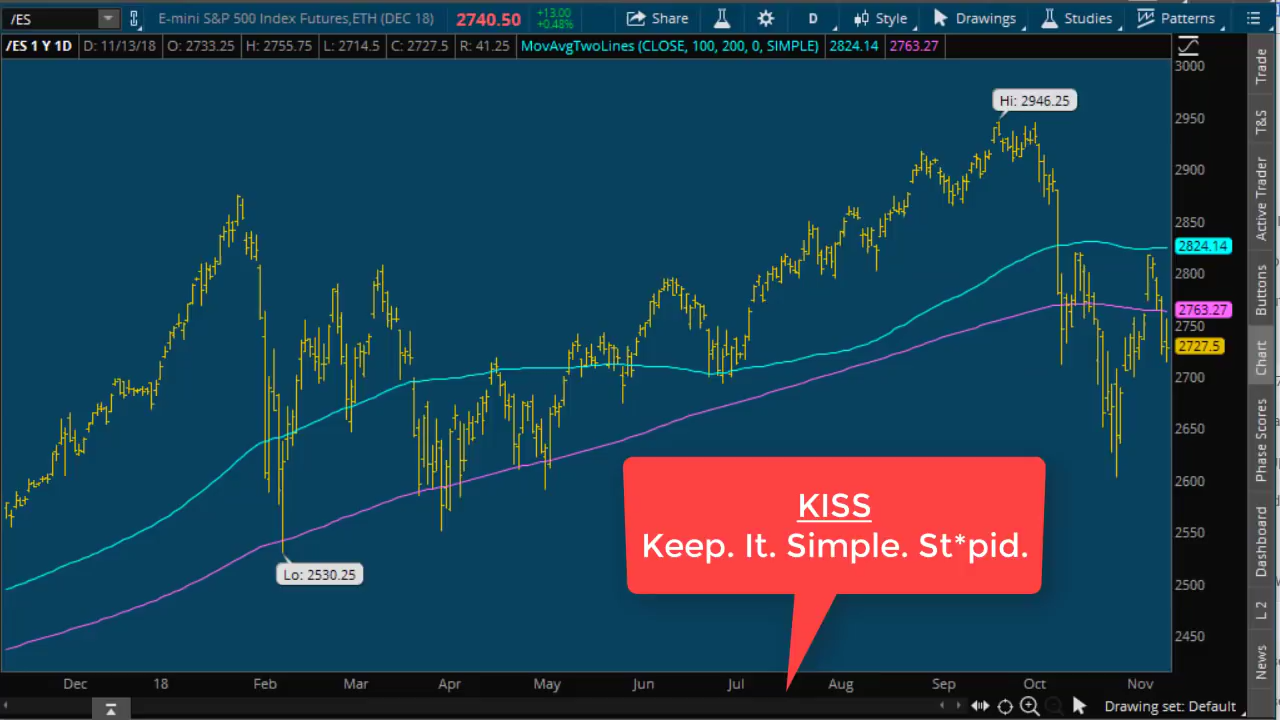 /ES E-mini S&P 500 Index Futures,ETH (DEC 18) 2740.50 +13.00 +0.48% Share D Style Drawings Studies Patterns
/ES 1 Y 1D D: 11/13/18 O: 2733.25 H: 2755.75 L: 2714.5 C: 2727.5 R: 41.25 MovAvgTwoLines (CLOSE, 100, 200, 0, SIMPLE) 2824.14 2763.27
3000
Hi: 2946.25
2950
2900
2850
2824.14
2800
2763.27
2750
2727.5
2700
2650
2600
2550
2500
2450
Lo: 2530.25
KISS
Keep. It. Simple. St*pid.
Dec 18 Feb Mar Apr May Jun Jul Aug Sep Oct Nov
Drawing set: Default
Trade
T&S
Active Trader
Buttons
Chart
Phase Scores
Dashboard
L 2
News